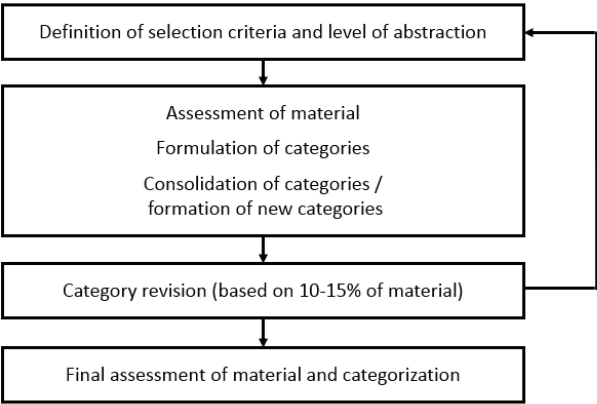 Definition of selection criteria and level of abstraction
Assessment of material
Formulation of categories
Consolidation of categories /
formation of new categories
Category revision (based on 10-15% of material)
Final assessment of material and categorization